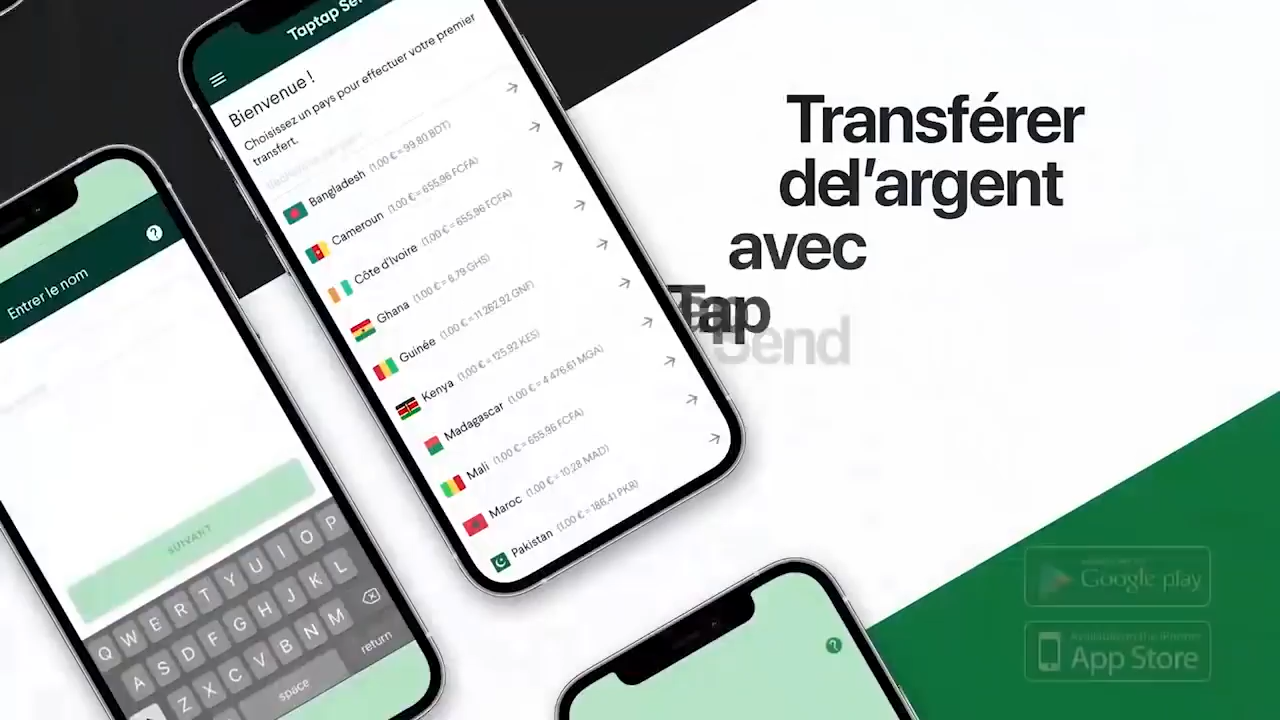 Taptap Sen
Bienvenue !
Choisissez un pays pour effectuer votre premier
transfert.
Bangladesh (1,00 € = 99,80 BDT)
Cameroun (1,00 € = 655,96 FCFA)
Côte d'Ivoire (1,00 € = 655,96 FCFA)
Ghana (1,00 € = 6,79 GHS)
Guinée (1,00 € = 11 262,92 GNF)
Kenya (1,00 € = 125,92 KES)
Madagascar (1,00 € = 4 476,61 MGA)
Mali (1,00 € = 655,96 FCFA)
Maroc (1,00 € = 10,28 MAD)
Pakistan (1,00 € = 186,41 PKR)
Entrer le nom
?
SUIVANT
Q W E R T Y U I O P
A S D F G H J K L
Z X C V B N M
space return
Transférer
de l'argent
avec
Tap
Send
?
Google play
App Store